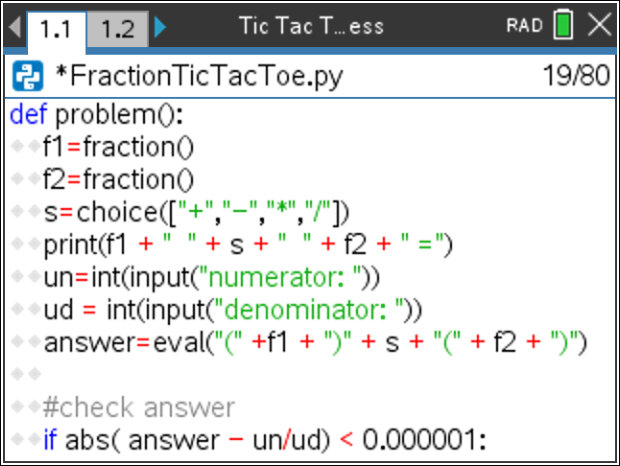 1.1 1.2 Tic Tac T...ess RAD
*FractionTicTacToe.py 19/80
def problem():
f1=fraction()
f2=fraction()
s=choice(["+","−","*","/"])
print(f1 + "  " + s + "  " + f2 + " =")
un=int(input("numerator: "))
ud = int(input("denominator: "))
answer=eval("(" +f1 + ")" + s + "(" + f2 + ")")
#check answer
if abs( answer − un/ud) < 0.000001: